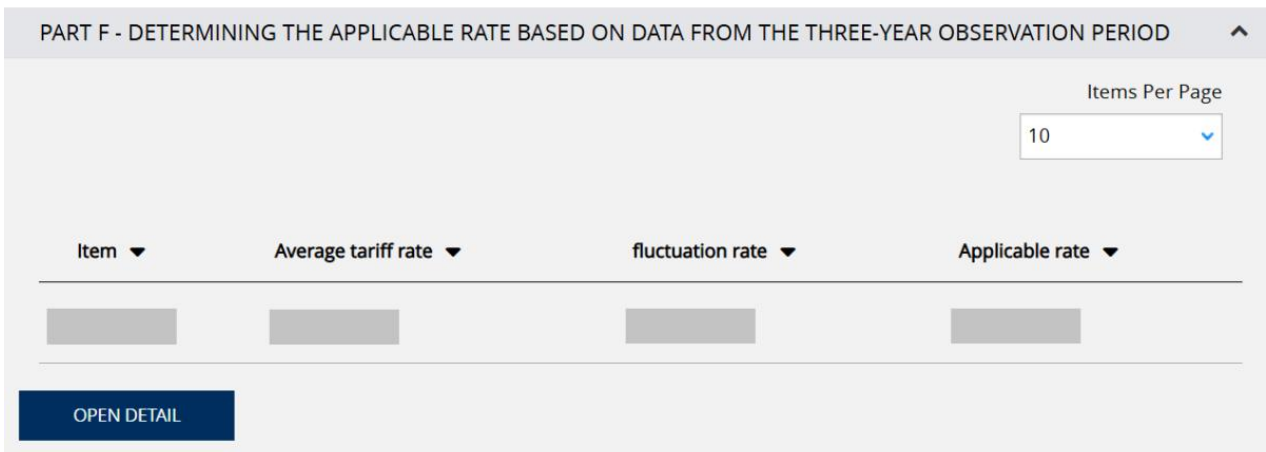 PART F - DETERMINING THE APPLICABLE RATE BASED ON DATA FROM THE THREE-YEAR OBSERVATION PERIOD
Items Per Page
10
Item Average tariff rate fluctuation rate Applicable rate
OPEN DETAIL